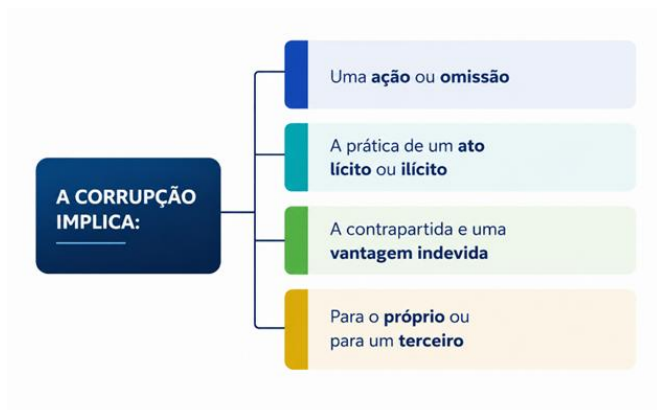 A CORRUPÇÃO
IMPLICA:
Uma ação ou omissão
A prática de um ato
lícito ou ilícito
A contrapartida e uma
vantagem indevida
Para o próprio ou
para um terceiro